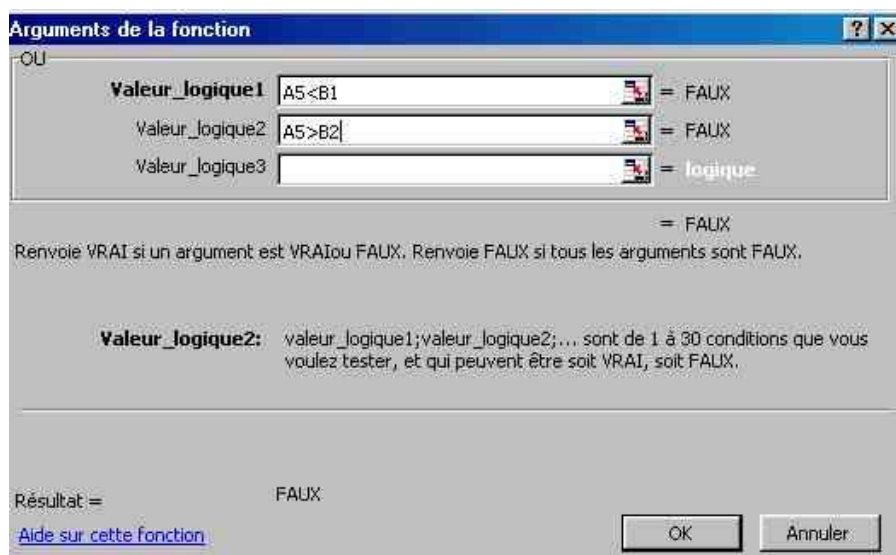 Arguments de la fonction
OU
Valeur_logique1 A5<B1 = FAUX
Valeur_logique2 A5>B2 = FAUX
Valeur_logique3 = logique
= FAUX
Renvoie VRAI si un argument est VRAIou FAUX. Renvoie FAUX si tous les arguments sont FAUX.
Valeur_logique2: valeur_logique1;valeur_logique2;... sont de 1 à 30 conditions que vous
voulez tester, et qui peuvent être soit VRAI, soit FAUX.
Résultat = FAUX
Aide sur cette fonction OK Annuler